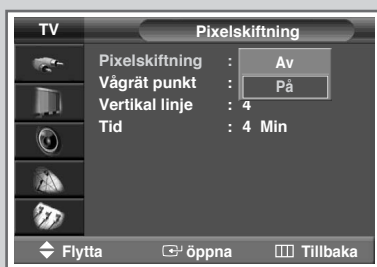 TV Pixelskiftning
Pixelskiftning : Av
Vågrät punkt : På
Vertikal linje : 4
Tid : 4 Min
Flytta öppna Tillbaka